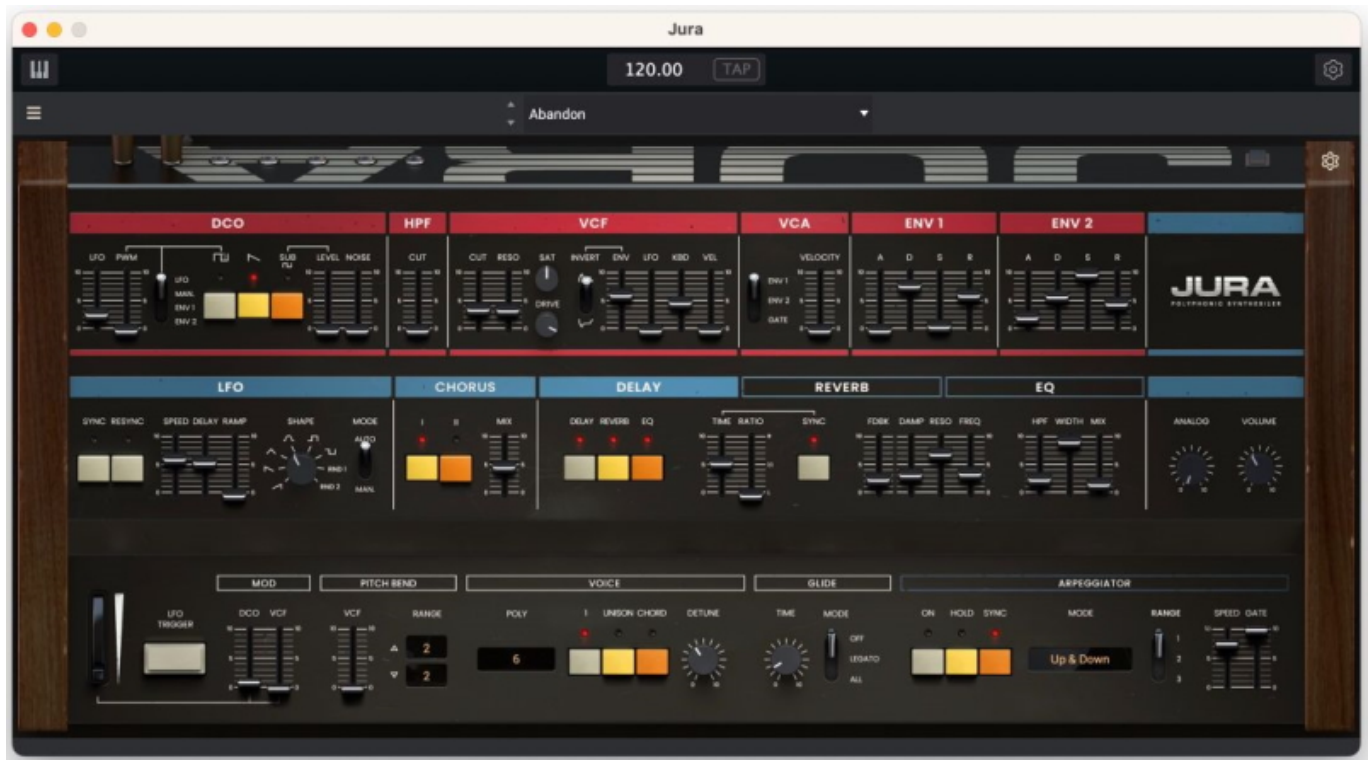 Jura
120.00 TAP
Abandon
DCO HPF VCF VCA ENV 1 ENV 2
LFO PWM SUB LEVEL NOISE CUT CUT RESO SAT INVERT ENV LFO KBD VEL VELOCITY A D S R A D S R
LFO
MAN.
ENV 1
ENV 2
DRIVE
ENV 1
ENV 2
GATE
JURA
POLYPHONIC SYNTHESIZER
LFO CHORUS DELAY REVERB EQ
SYNC RESYNC SPEED DELAY RAMP SHAPE MODE I II MIX DELAY REVERB EQ TIME RATIO SYNC FDBK DAMP RESO FREQ HPF WIDTH MIX ANALOG VOLUME
AUTO
RND 1
RND 2
MAN.
0 10 0 10
MOD PITCH BEND VOICE GLIDE ARPEGGIATOR
LFO TRIGGER DCO VCF VCF RANGE POLY 1 UNISON CHORD DETUNE TIME MODE ON HOLD SYNC MODE RANGE SPEED GATE
2
2
6
OFF
LEGATO
ALL
Up & Down
1
2
3